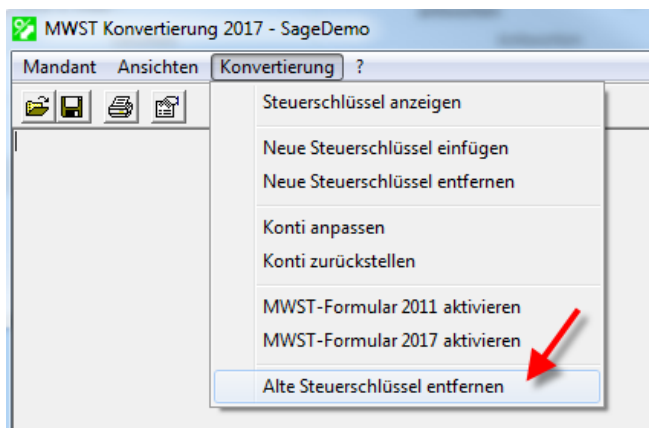 MWST Konvertierung 2017 - SageDemo
Mandant Ansichten Konvertierung ?
Steuerschlüssel anzeigen
Neue Steuerschlüssel einfügen
Neue Steuerschlüssel entfernen
Konti anpassen
Konti zurückstellen
MWST-Formular 2011 aktivieren
MWST-Formular 2017 aktivieren
Alte Steuerschlüssel entfernen